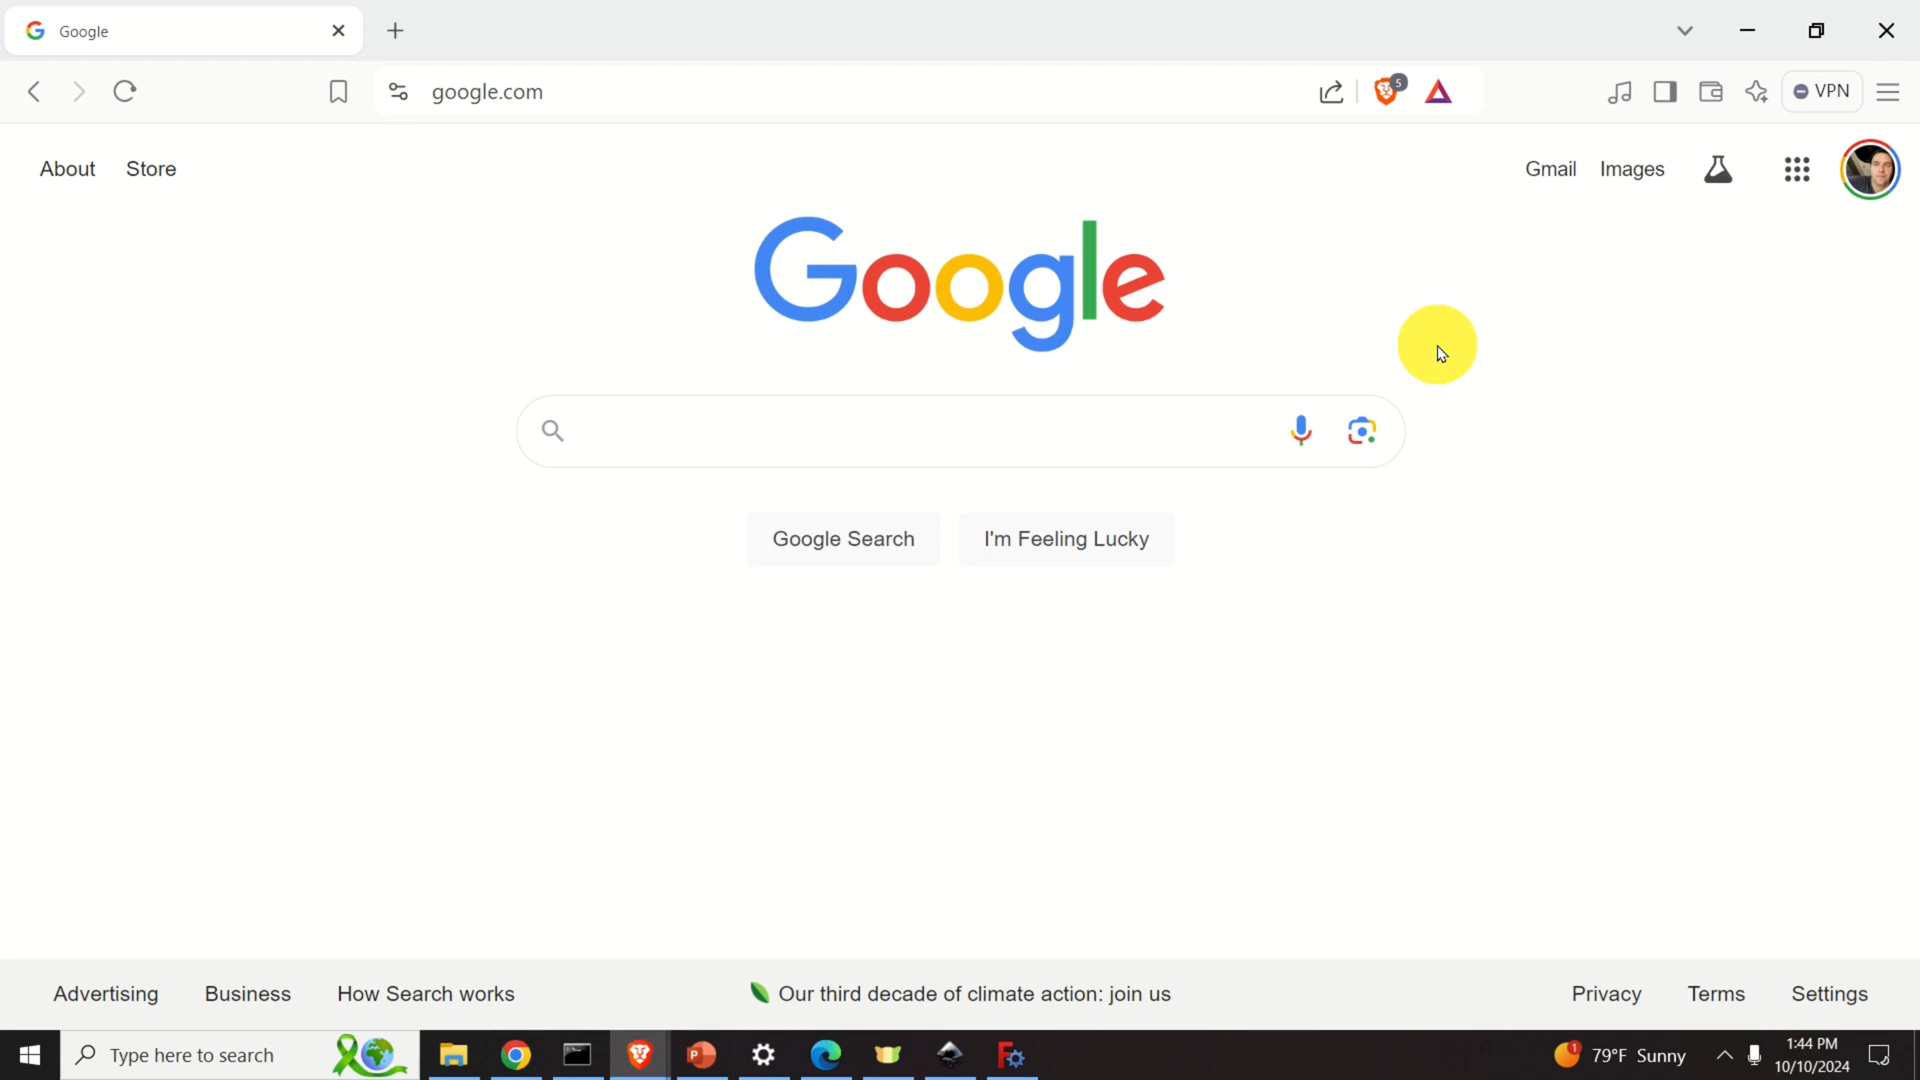 Google
google.com
5
VPN
About Store
Gmail Images
Google
Google Search I'm Feeling Lucky
Advertising Business How Search works
Our third decade of climate action: join us
Privacy Terms Settings
Type here to search
P
1
79°F Sunny
1:44 PM
10/10/2024